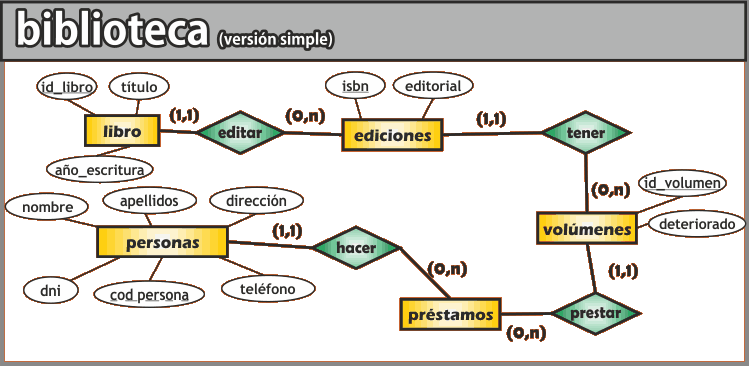 biblioteca (versión simple)
id_libro
título
isbn
editorial
(1,1)
(0,n)
(1,1)
libro
editar
ediciones
tener
año_escritura
id_volumen
(0,n)
nombre
apellidos
dirección
volúmenes
deteriorado
(1,1)
personas
hacer
(0,n)
(1,1)
dni
cod persona
teléfono
préstamos
prestar
(0,n)